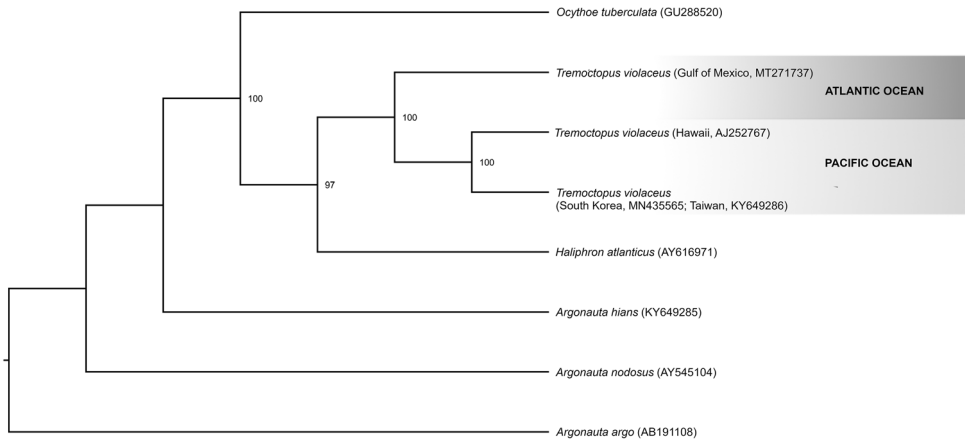 Ocythoe tuberculata (GU288520)
Tremoctopus violaceus (Gulf of Mexico, MT271737)
ATLANTIC OCEAN
100
100
Tremoctopus violaceus (Hawaii, AJ252767)
100
PACIFIC OCEAN
97
Tremoctopus violaceus
(South Korea, MN435565; Taiwan, KY649286)
Haliphron atlanticus (AY616971)
Argonauta hians (KY649285)
Argonauta nodosus (AY545104)
Argonauta argo (AB191108)